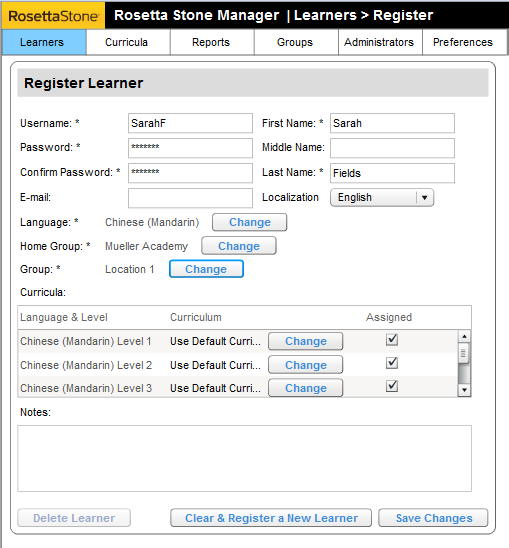 RosettaStone Rosetta Stone Manager | Learners > Register
Learners Curricula Reports Groups Administrators Preferences
Register Learner
Username: * SarahF First Name: * Sarah
Password: * ******* Middle Name:
Confirm Password: * ******* Last Name: * Fields
E-mail: Localization English
Language: * Chinese (Mandarin) Change
Home Group: * Mueller Academy Change
Group: * Location 1 Change
Curricula:
Language & Level Curriculum Assigned
Chinese (Mandarin) Level 1 Use Default Curri... Change
Chinese (Mandarin) Level 2 Use Default Curri... Change
Chinese (Mandarin) Level 3 Use Default Curri... Change
Notes:
Delete Learner Clear & Register a New Learner Save Changes